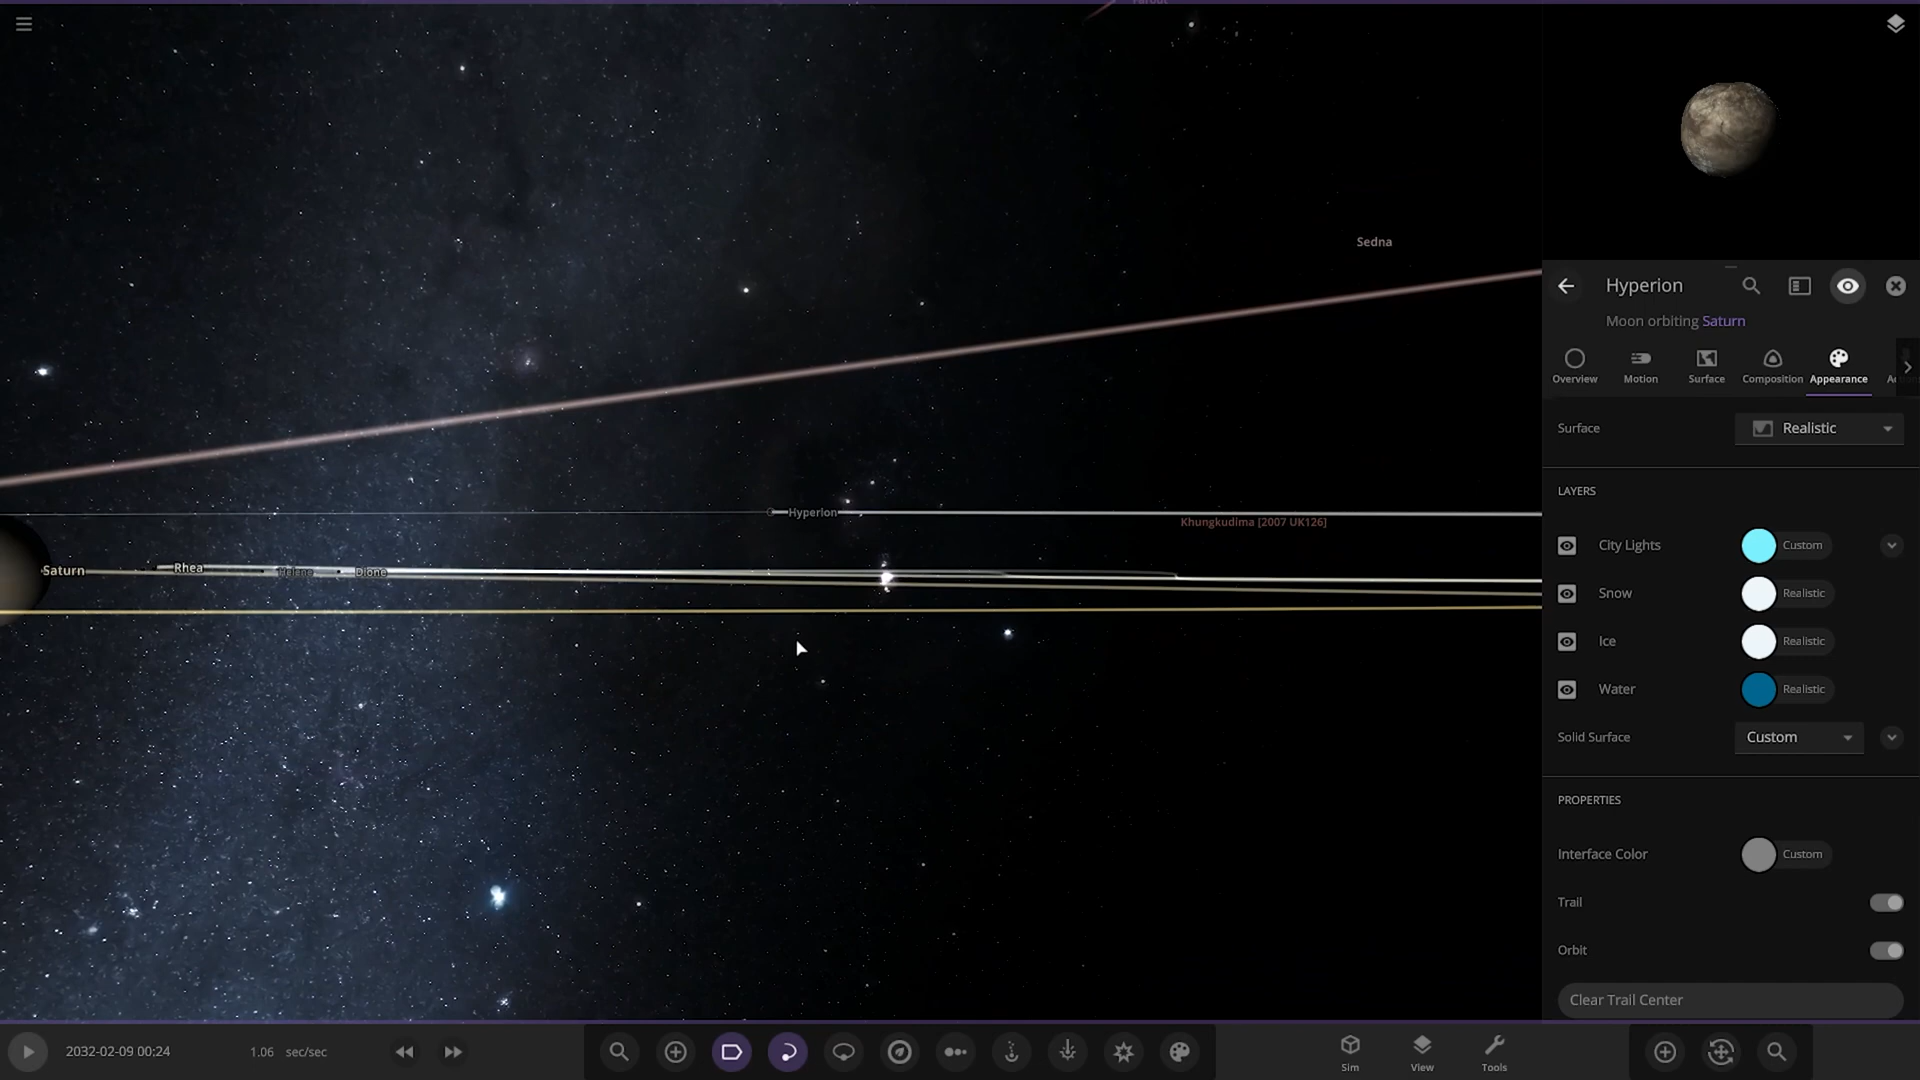 Sedna
Hyperion
Khungkudima [2007 UK126]
Saturn
Rhea
Helene
Dione
Hyperion
Moon orbiting Saturn
Overview
Motion
Surface
Composition
Appearance
Surface
Realistic
LAYERS
City Lights
Custom
Snow
Realistic
Ice
Realistic
Water
Realistic
Solid Surface
Custom
PROPERTIES
Interface Color
Custom
Trail
Orbit
Clear Trail Center
2032-02-09 00:24
1.06 sec/sec
Sim
View
Tools